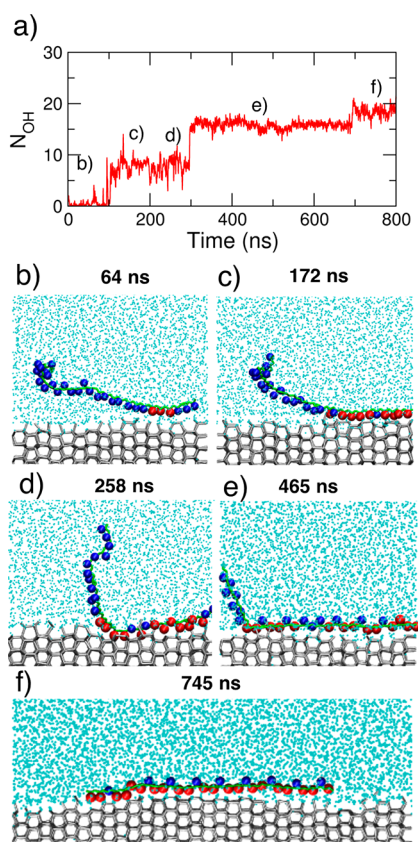 a)
30
20
10
0
N_OH
b)
c)
d)
e)
f)
0 200 400 600 800
Time (ns)
b) 64 ns c) 172 ns
d) 258 ns e) 465 ns
f) 745 ns